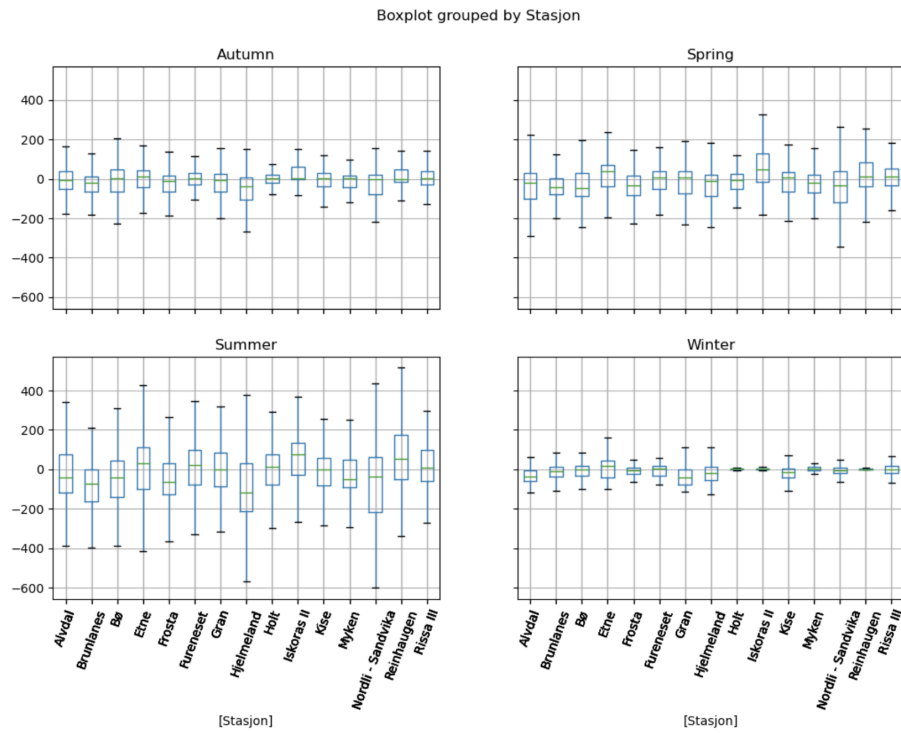 Boxplot grouped by Stasjon
Autumn
Spring
400
200
0
−200
−400
−600
Summer
Winter
400
200
0
−200
−400
−600
Alvdal
Brunlanes
Bø
Etne
Frosta
Fureneset
Gran
Hjelmeland
Holt
Iskoras II
Kise
Myken
Nordli - Sandvika
Reinhaugen
Rissa III
Alvdal
Brunlanes
Bø
Etne
Frosta
Fureneset
Gran
Hjelmeland
Holt
Iskoras II
Kise
Myken
Nordli - Sandvika
Reinhaugen
Rissa III
[Stasjon]
[Stasjon]